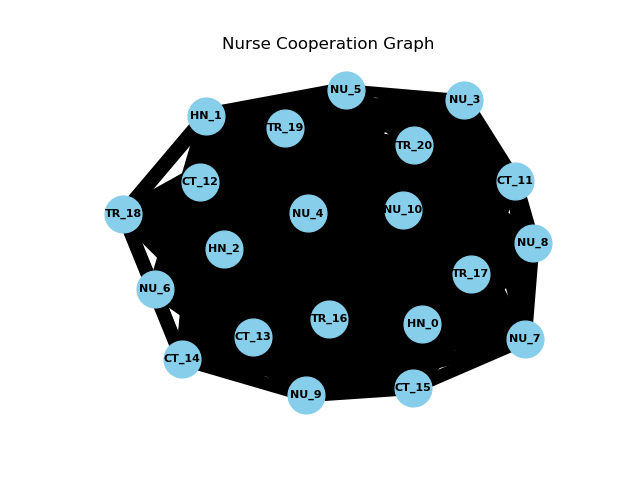 Nurse Cooperation Graph
NU_5
NU_3
HN_1
TR_19
TR_20
CT_12
CT_11
TR_18
NU_4
NU_10
NU_8
HN_2
TR_17
NU_6
TR_16
HN_0
CT_13
NU_7
CT_14
CT_15
NU_9